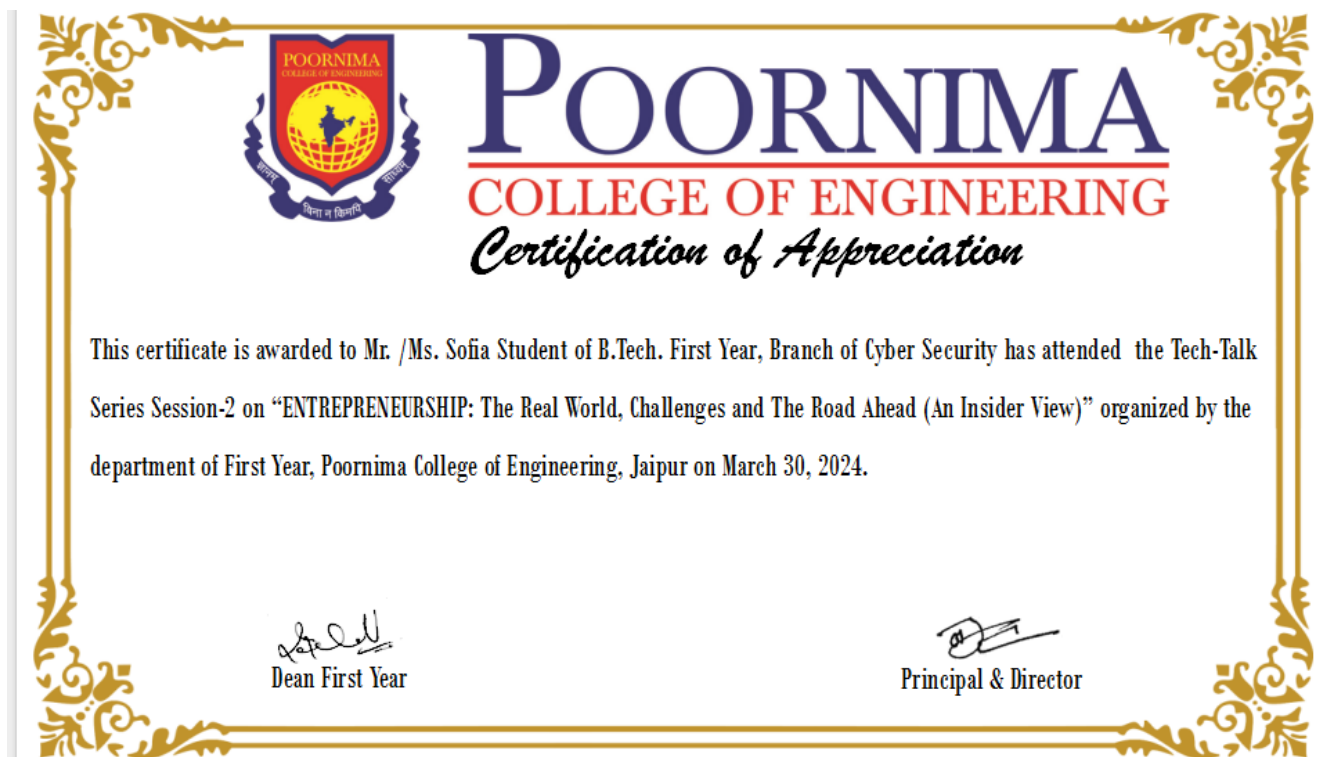 POORNIMA
COLLEGE OF ENGINEERING
ज्ञानम्
विना न किमपि
साध्यम्
POORNIMA
COLLEGE OF ENGINEERING
Certification of Appreciation
This certificate is awarded to Mr. /Ms. Sofia Student of B.Tech. First Year, Branch of Cyber Security has attended the Tech-Talk
Series Session-2 on “ENTREPRENEURSHIP: The Real World, Challenges and The Road Ahead (An Insider View)” organized by the
department of First Year, Poornima College of Engineering, Jaipur on March 30, 2024.
Dean First Year
Principal & Director